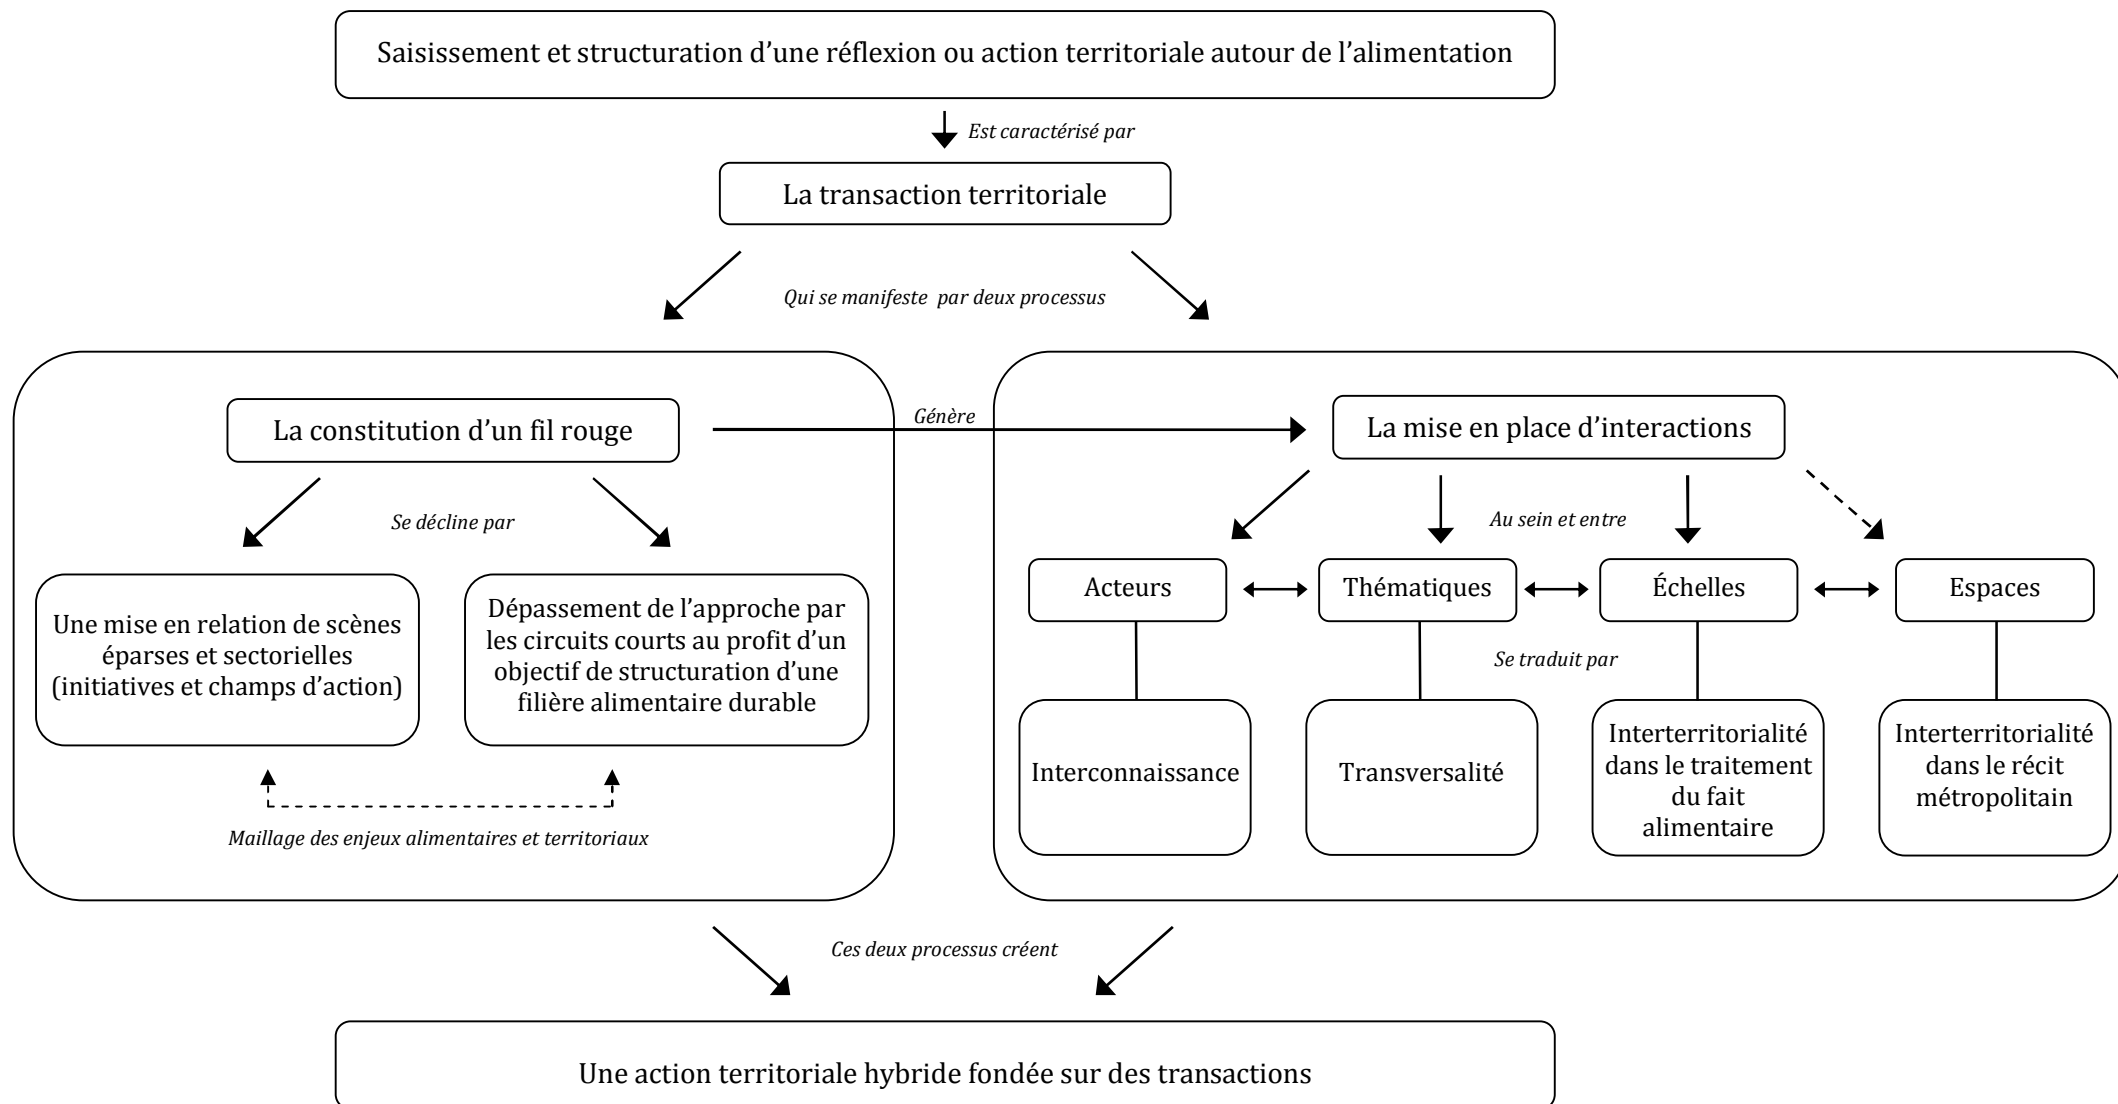 Saisissement et structuration d’une réflexion ou action territoriale autour de l’alimentation
Est caractérisé par
La transaction territoriale
Qui se manifeste  par deux processus
La constitution d’un fil rouge
Génère
La mise en place d’interactions
Se décline par
Au sein et entre
Une mise en relation de scènes
éparses et sectorielles
(initiatives et champs d’action)
Dépassement de l’approche par
les circuits courts au profit d’un
objectif de structuration d’une
filière alimentaire durable
Maillage des enjeux alimentaires et territoriaux
Acteurs
Thématiques
Échelles
Espaces
Se traduit par
Interconnaissance
Transversalité
Interterritorialité
dans le traitement
du fait
alimentaire
Interterritorialité
dans le récit
métropolitain
Ces deux processus créent
Une action territoriale hybride fondée sur des transactions